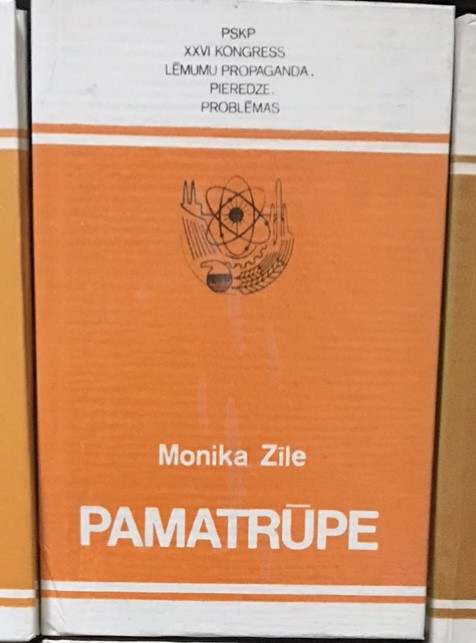 PSKP
XXVI KONGRESS
LĒMUMU PROPAGANDA.
PIEREDZE.
PROBLĒMAS
Monika Zīle
PAMATRŪPE